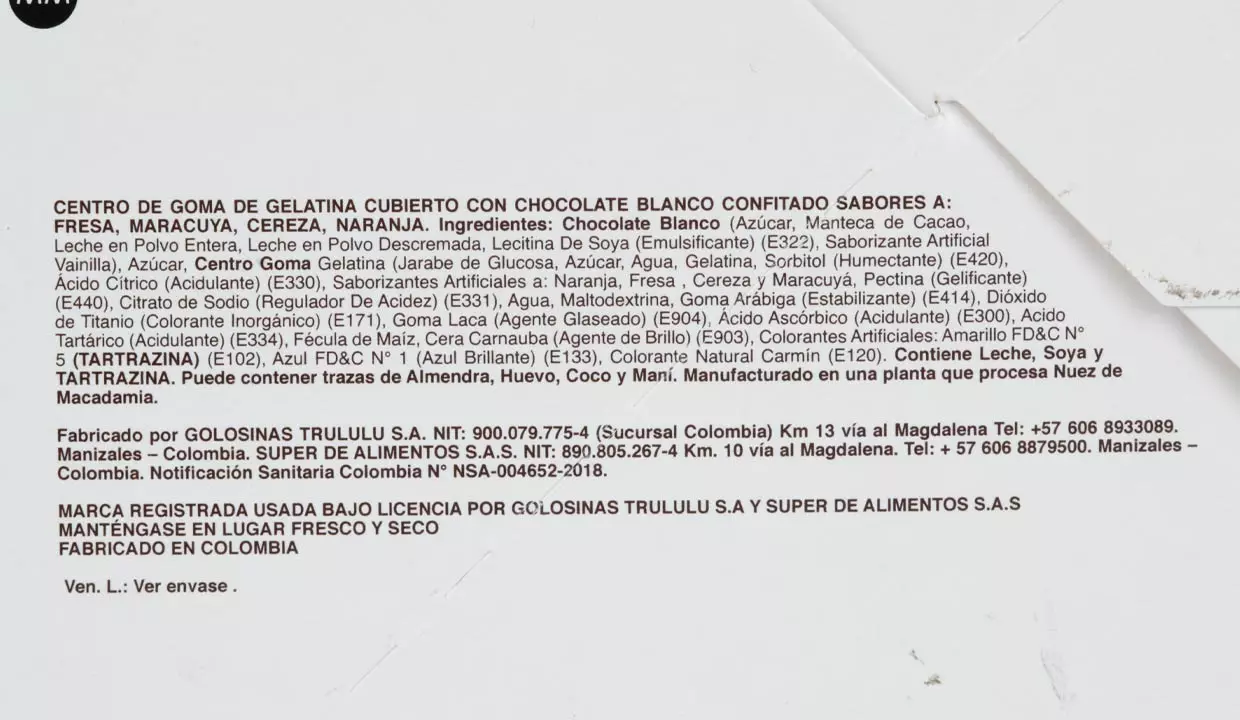 CENTRO DE GOMA DE GELATINA CUBIERTO CON CHOCOLATE BLANCO CONFITADO SABORES A:
FRESA, MARACUYA, CEREZA, NARANJA. Ingredientes: Chocolate Blanco (Azúcar, Manteca de Cacao,
Leche en Polvo Entera, Leche en Polvo Descremada, Lecitina De Soya (Emulsificante) (E322), Saborizante Artificial
Vainilla), Azúcar, Centro Goma Gelatina (Jarabe de Glucosa, Azúcar, Agua, Gelatina, Sorbitol (Humectante) (E420),
Ácido Cítrico (Acidulante) (E330), Saborizantes Artificiales a: Naranja, Fresa , Cereza y Maracuyá, Pectina (Gelificante)
(E440), Citrato de Sodio (Regulador De Acidez) (E331), Agua, Maltodextrina, Goma Arábiga (Estabilizante) (E414), Dióxido
de Titanio (Colorante Inorgánico) (E171), Goma Laca (Agente Glaseado) (E904), Ácido Ascórbico (Acidulante) (E300), Acido
Tartárico (Acidulante) (E334), Fécula de Maíz, Cera Carnauba (Agente de Brillo) (E903), Colorantes Artificiales: Amarillo FD&C N°
5 (TARTRAZINA) (E102), Azul FD&C N° 1 (Azul Brillante) (E133), Colorante Natural Carmín (E120). Contiene Leche, Soya y
TARTRAZINA. Puede contener trazas de Almendra, Huevo, Coco y Maní. Manufacturado en una planta que procesa Nuez de
Macadamia.
Fabricado por GOLOSINAS TRULULU S.A. NIT: 900.079.775-4 (Sucursal Colombia) Km 13 vía al Magdalena Tel: +57 606 8933089.
Manizales – Colombia. SUPER DE ALIMENTOS S.A.S. NIT: 890.805.267-4 Km. 10 vía al Magdalena. Tel: + 57 606 8879500. Manizales –
Colombia. Notificación Sanitaria Colombia N° NSA-004652-2018.
MARCA REGISTRADA USADA BAJO LICENCIA POR GOLOSINAS TRULULU S.A Y SUPER DE ALIMENTOS S.A.S
MANTÉNGASE EN LUGAR FRESCO Y SECO
FABRICADO EN COLOMBIA
Ven. L.: Ver envase .